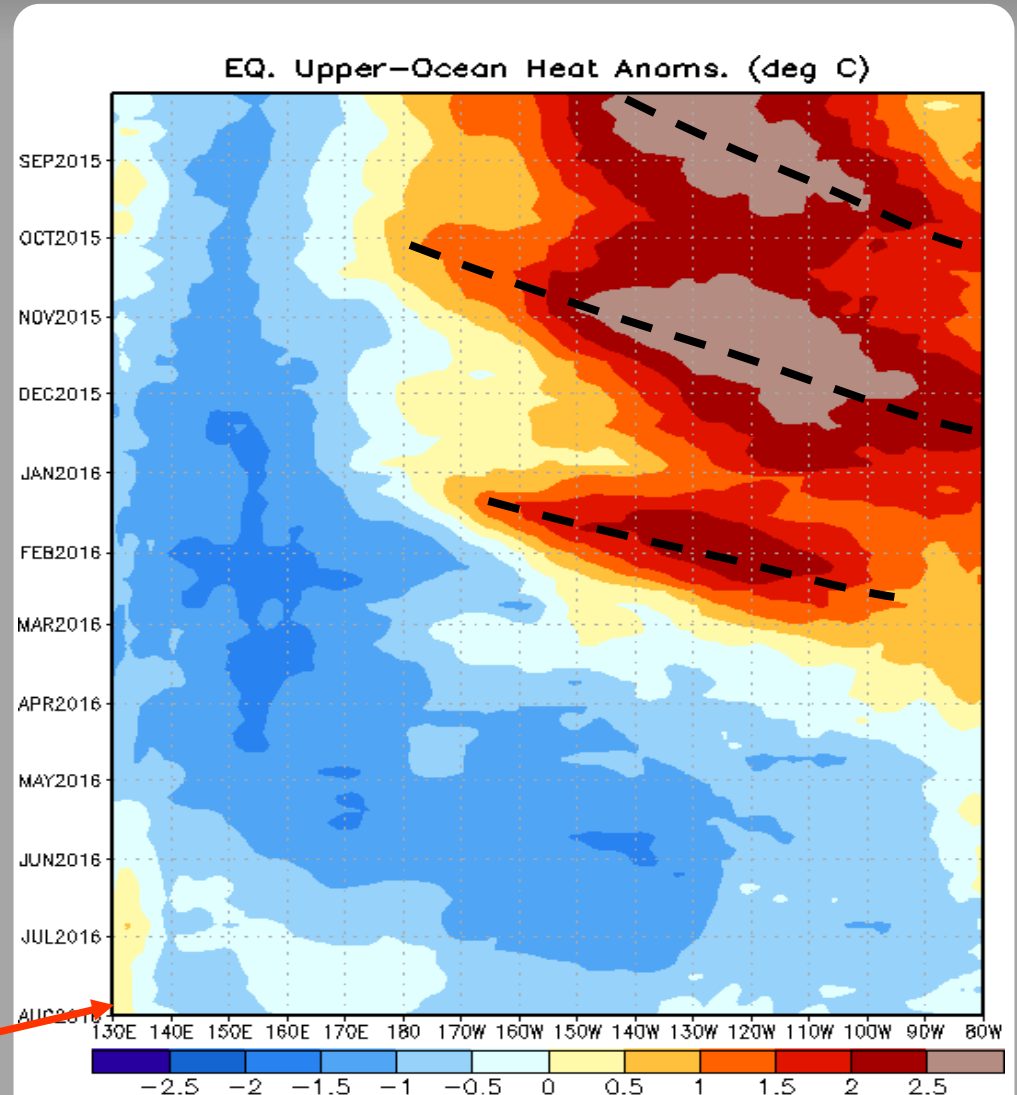 EQ. Upper-Ocean Heat Anoms. (deg C)
SEP2015
OCT2015
NOV2015
DEC2015
JAN2016
FEB2016
MAR2016
APR2016
MAY2016
JUN2016
JUL2016
AUG2016
130E 140E 150E 160E 170E 180 170W 160W 150W 140W 130W 120W 110W 100W 90W 80W
-2.5 -2 -1.5 -1 -0.5 0 0.5 1 1.5 2 2.5